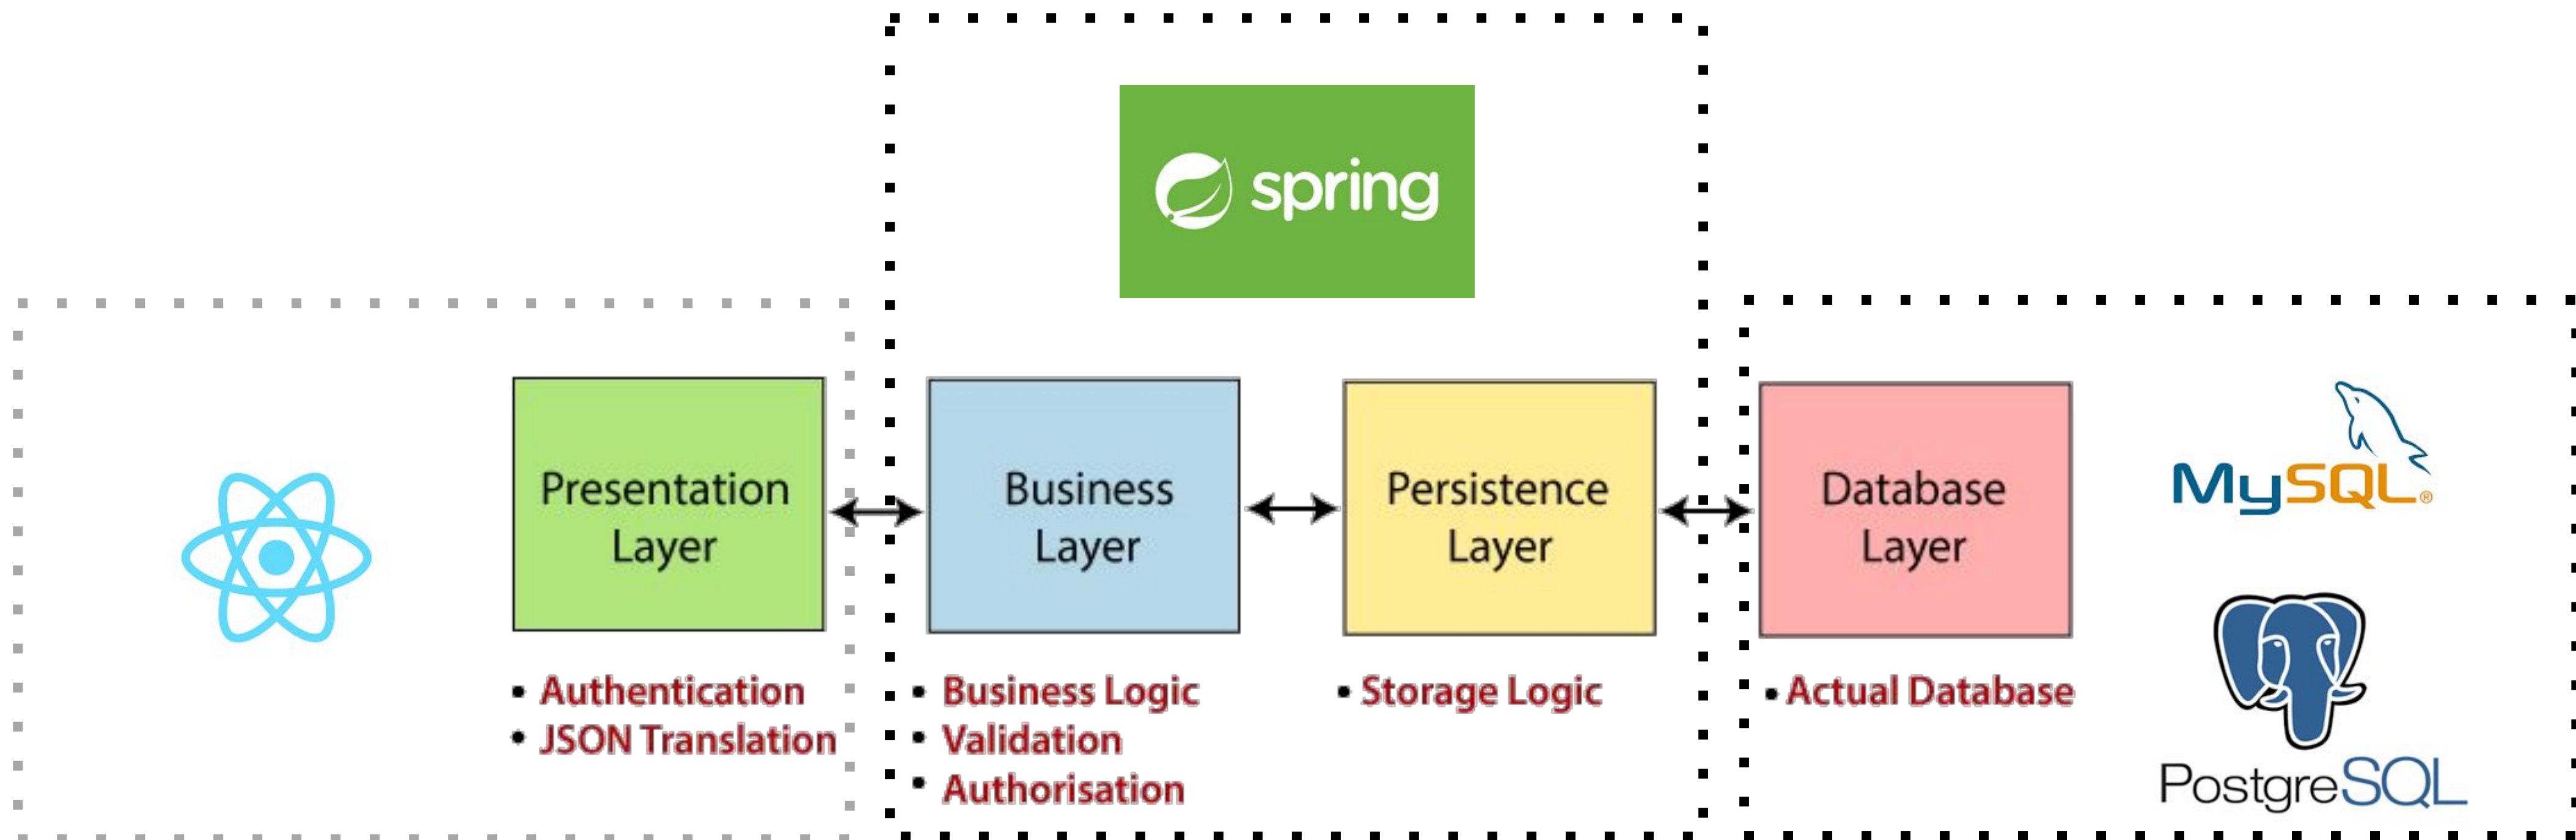 spring
Presentation
Layer
Business
Layer
Persistence
Layer
Database
Layer
MySQL®
▪ Authentication
• JSON Translation
▪ Business Logic
▪ Validation
• Authorisation
▪ Storage Logic
▪ Actual Database
PostgreSQL